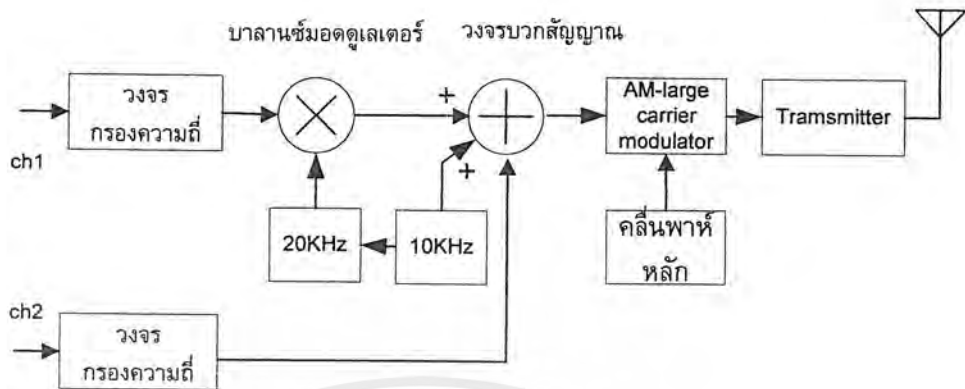 บาลานซ์มอดดูเลเตอร์
วงจรบวกสัญญาณ
วงจร
กรองความถี่
ch1
+
+
AM-large
carrier
modulator
Tramsmitter
20KHz
10KHz
คลื่นพาห์
หลัก
ch2
วงจร
กรองความถี่